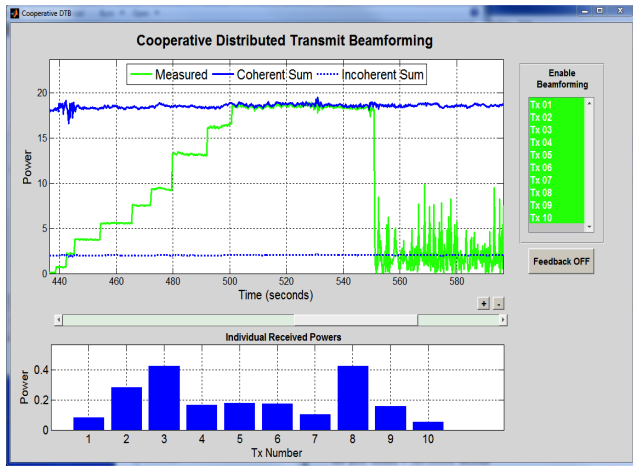 Cooperative DTB
Cooperative Distributed Transmit Beamforming
Measured Coherent Sum Incoherent Sum
20
15
10
5
0
Power
440 460 480 500 520 540 560 580
Time (seconds)
+ -
Enable
Beamforming
Tx 01
Tx 02
Tx 03
Tx 04
Tx 05
Tx 06
Tx 07
Tx 08
Tx 09
Tx 10
Feedback OFF
Individual Received Powers
0.4
0.2
0
Power
1 2 3 4 5 6 7 8 9 10
Tx Number